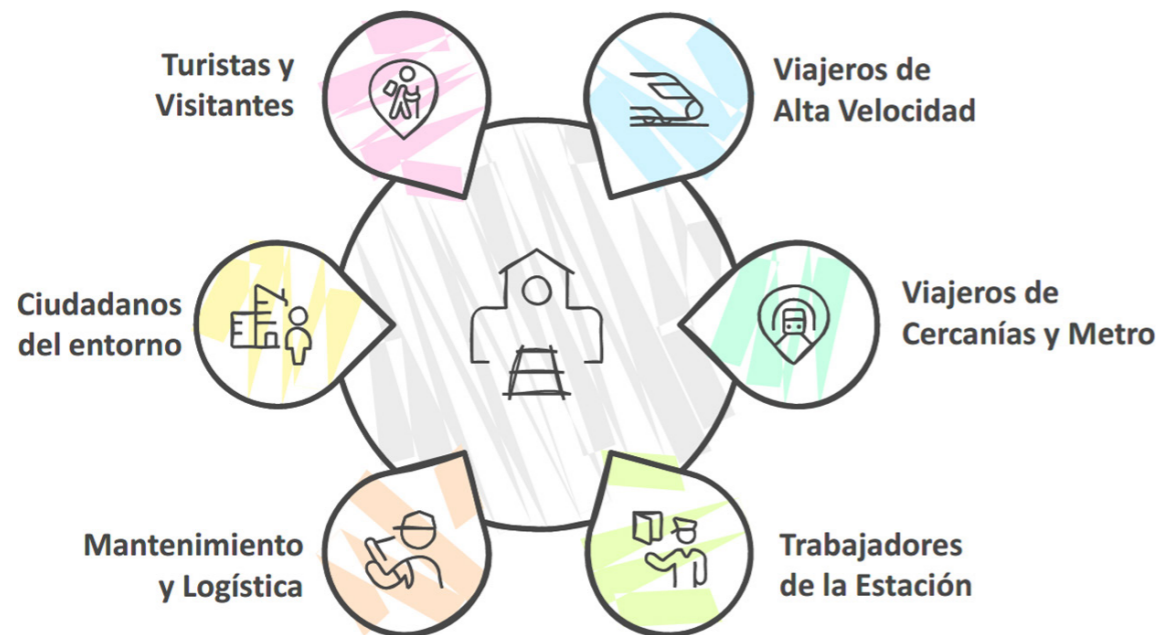 Turistas y
Visitantes
Viajeros de
Alta Velocidad
Ciudadanos
del entorno
Viajeros de
Cercanías y Metro
Mantenimiento
y Logística
Trabajadores
de la Estación